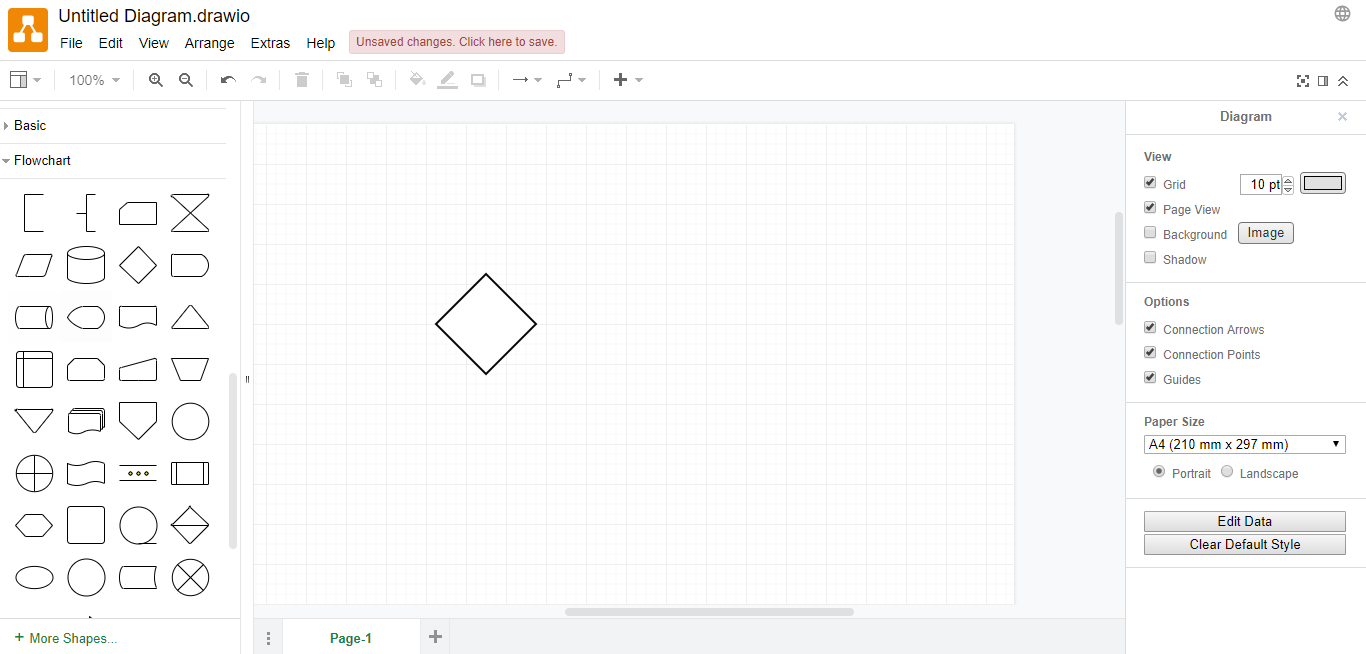 Untitled Diagram.drawio
File Edit View Arrange Extras Help Unsaved changes. Click here to save.
100%
Basic
Flowchart
More Shapes...
Page-1
Diagram
View
Grid 10 pt
Page View
Background Image
Shadow
Options
Connection Arrows
Connection Points
Guides
Paper Size
A4 (210 mm x 297 mm)
Portrait Landscape
Edit Data
Clear Default Style